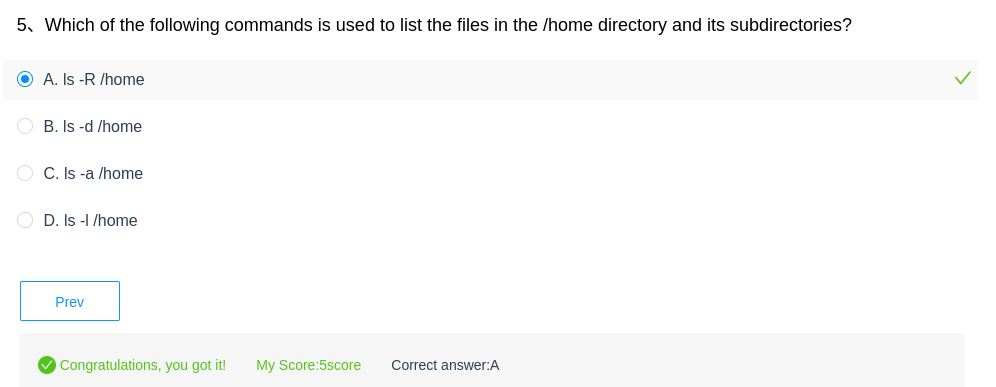 5、Which of the following commands is used to list the files in the /home directory and its subdirectories?
A. ls -R /home
B. ls -d /home
C. ls -a /home
D. ls -l /home
Prev
Congratulations, you got it! My Score:5score Correct answer:A